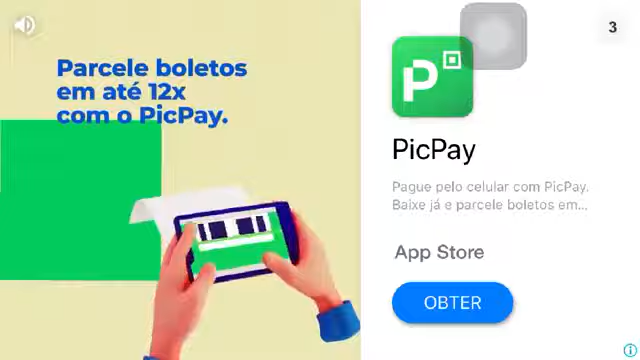 Parcele boletos
em até 12x
com o PicPay.
3
P
PicPay
Pague pelo celular com PicPay.
Baixe já e parcele boletos em...
App Store
OBTER